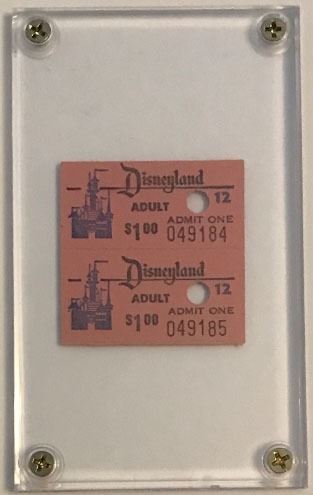 Disneyland
12
ADULT
ADMIT ONE
$1.00 049184
Disneyland
12
ADULT
ADMIT ONE
$1.00 049185